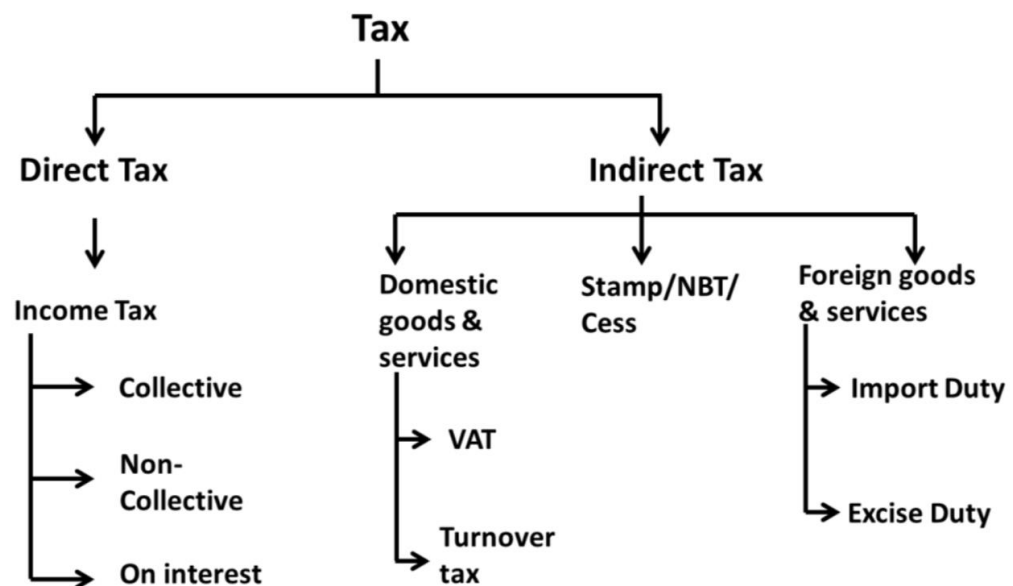 Tax
Direct Tax
Indirect Tax
Income Tax
Collective
Non-
Collective
On interest
Domestic
goods &
services
VAT
Turnover
tax
Stamp/NBT/
Cess
Foreign goods
& services
Import Duty
Excise Duty